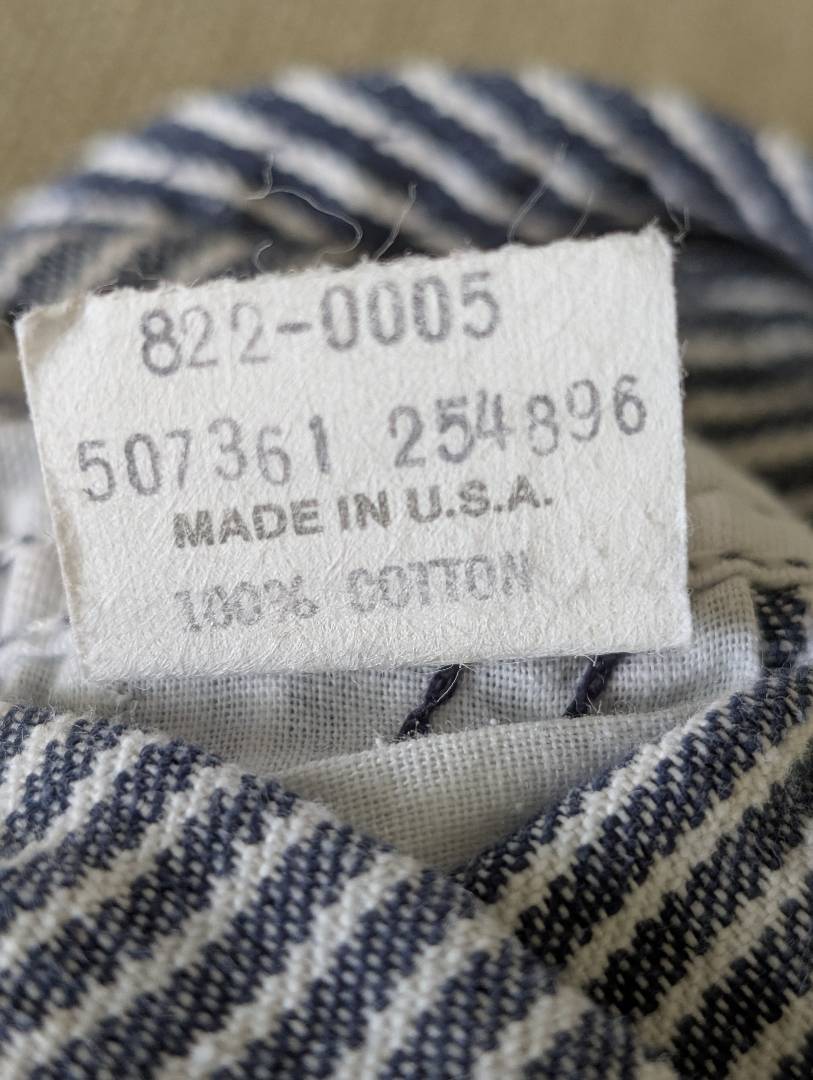 822-0005
507361 254896
MADE IN U.S.A.
100% COTTON